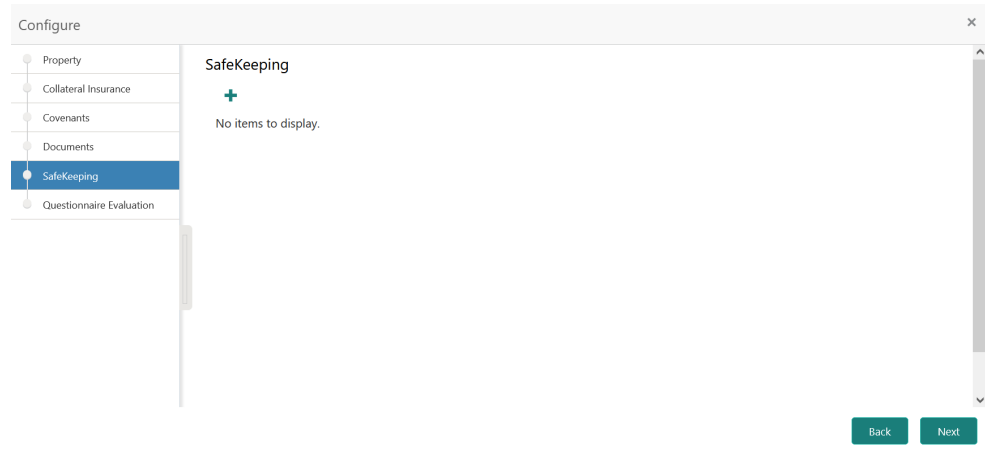 Configure
Property
Collateral Insurance
Covenants
Documents
SafeKeeping
Questionnaire Evaluation
SafeKeeping
No items to display.
Back
Next